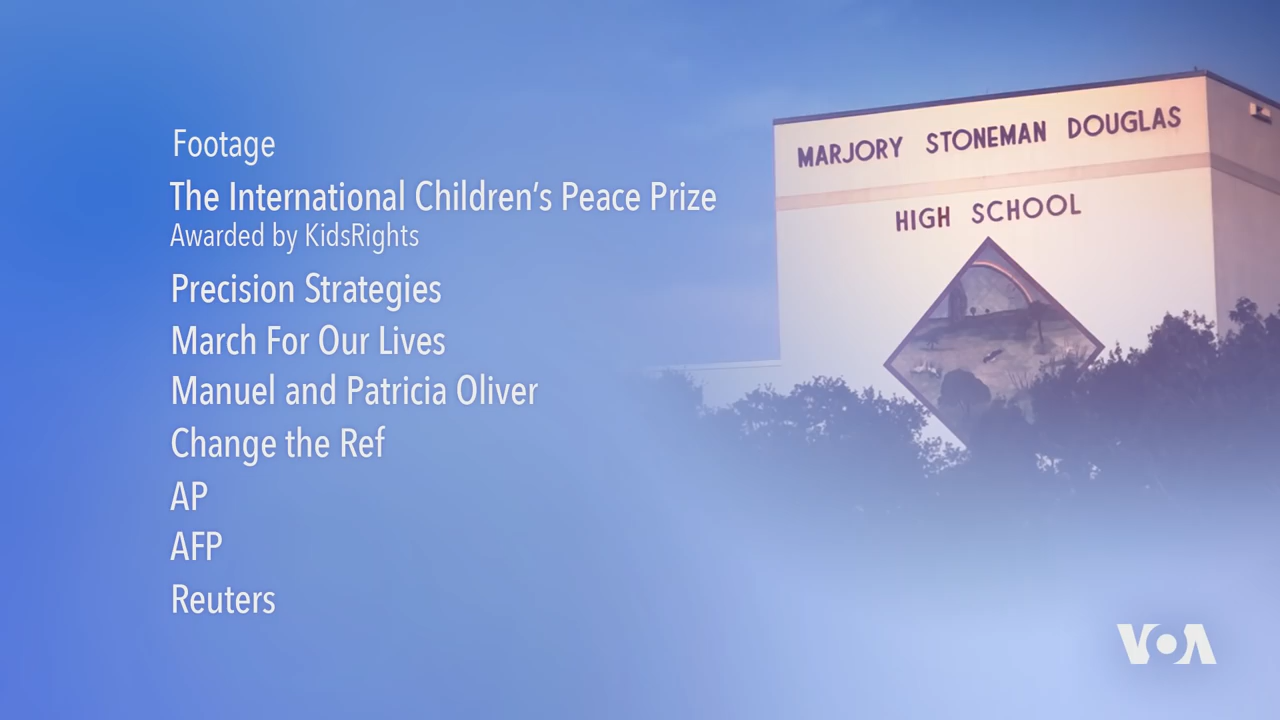 Footage
The International Children's Peace Prize
Awarded by KidsRights
Precision Strategies
March For Our Lives
Manuel and Patricia Oliver
Change the Ref
AP
AFP
Reuters
MARJORY STONEMAN DOUGLAS
HIGH SCHOOL
VOA